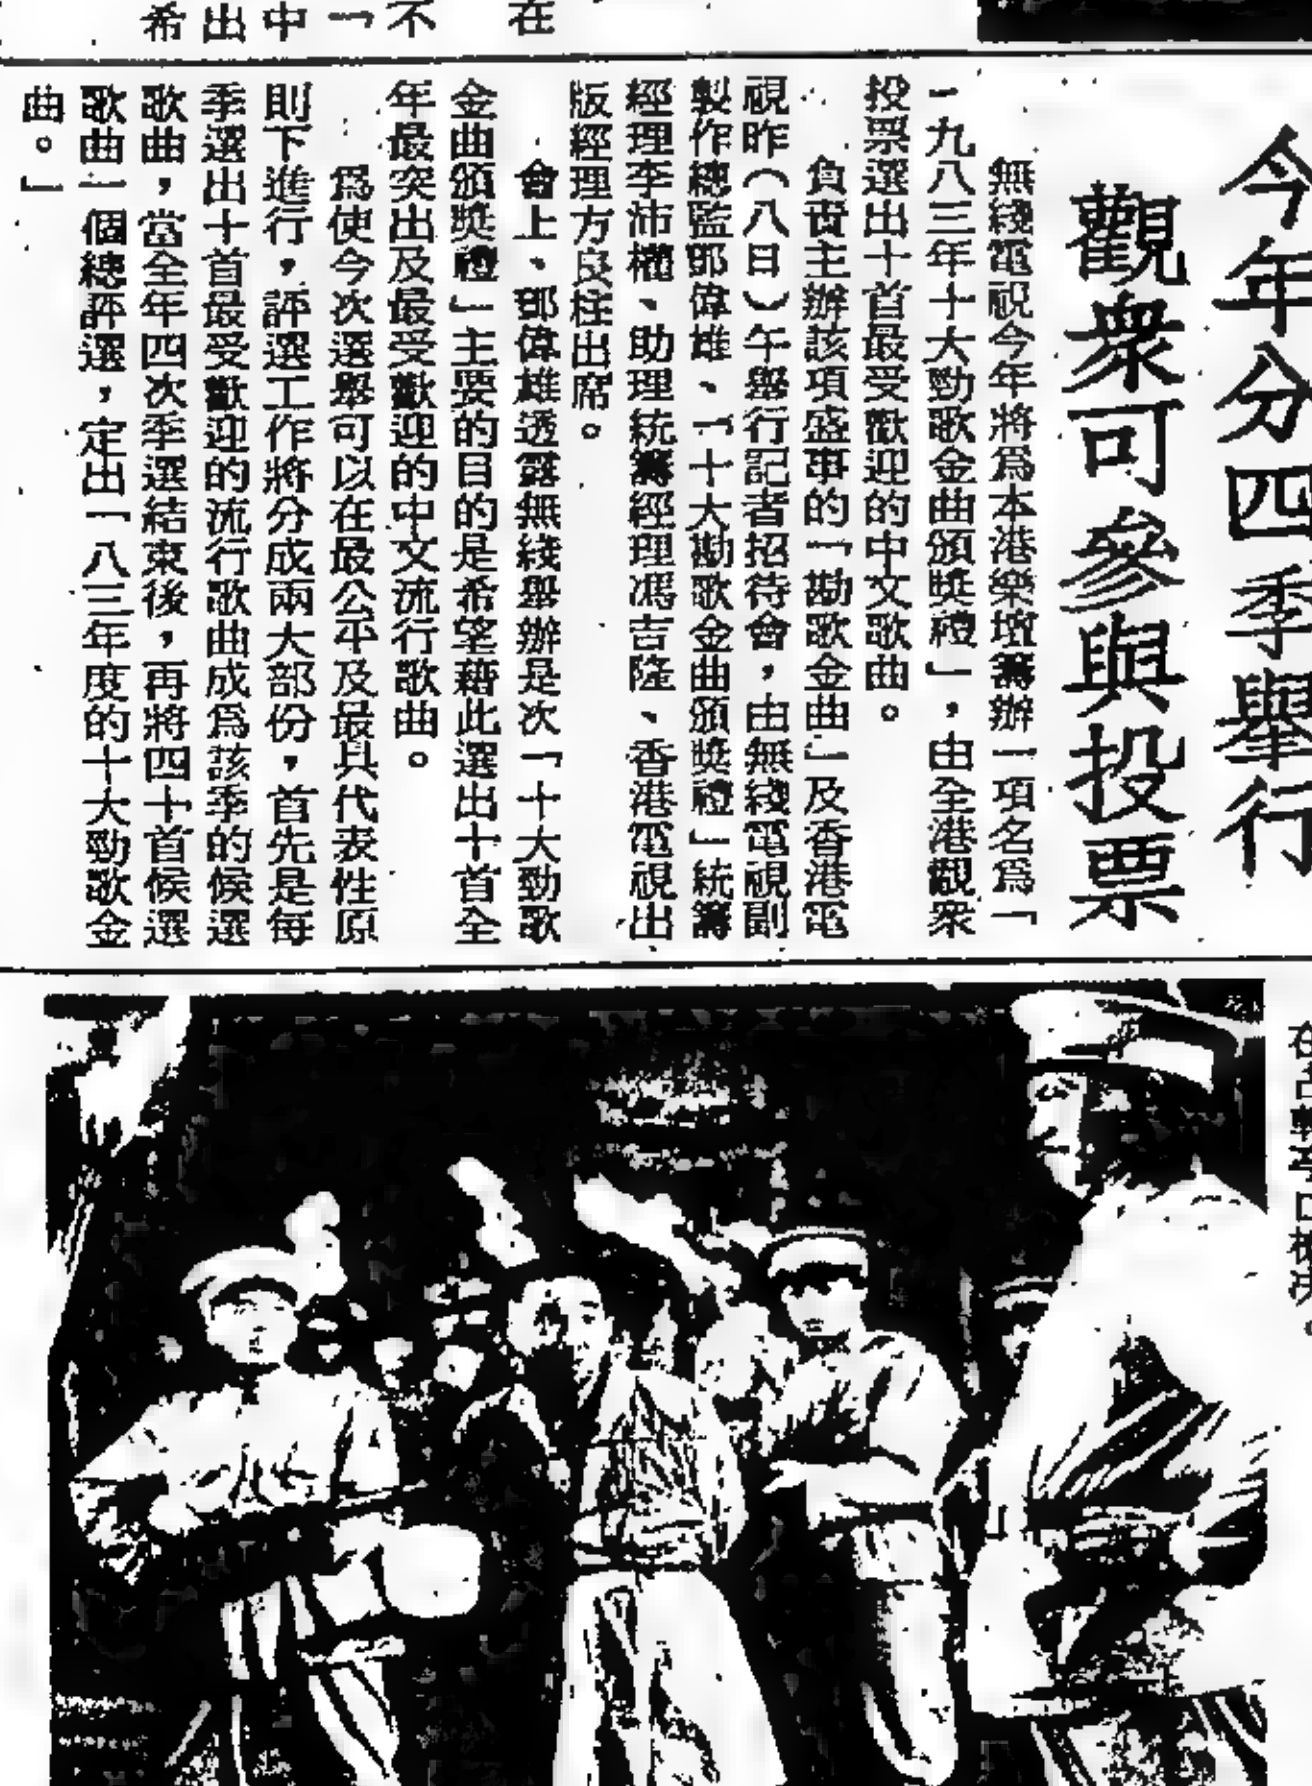 今年分四季舉行
觀衆可參與投票
無綫電視今年將爲本港樂壇籌辦一項名爲「
一九八三年十大勁歌金曲頒獎禮」，由全港觀衆
投票選出十首最受歡迎的中文歌曲。
負責主辦該項盛事的「勁歌金曲」及香港電
視昨（八日）午舉行記者招待會，由無綫電視副
製作總監鄧偉雄、「十大勁歌金曲頒獎禮」統籌
經理李沛權、助理統籌經理馮吉隆、香港電視出
版經理方良柱出席。
會上、鄧偉雄透露無綫舉辦是次「十大勁歌
金曲頒獎禮」主要的目的是希望藉此選出十首全
年最突出及最受歡迎的中文流行歌曲。
爲使今次選舉可以在最公平及最具代表性原
則下進行，評選工作將分成兩大部份，首先是每
季選出十首最受歡迎的流行歌曲成爲該季的候選
歌曲，當全年四次季選結束後，再將四十首候選
歌曲一個總評選，定出「八三年度的十大勁歌金
曲。」
在
不
一
中
出
希